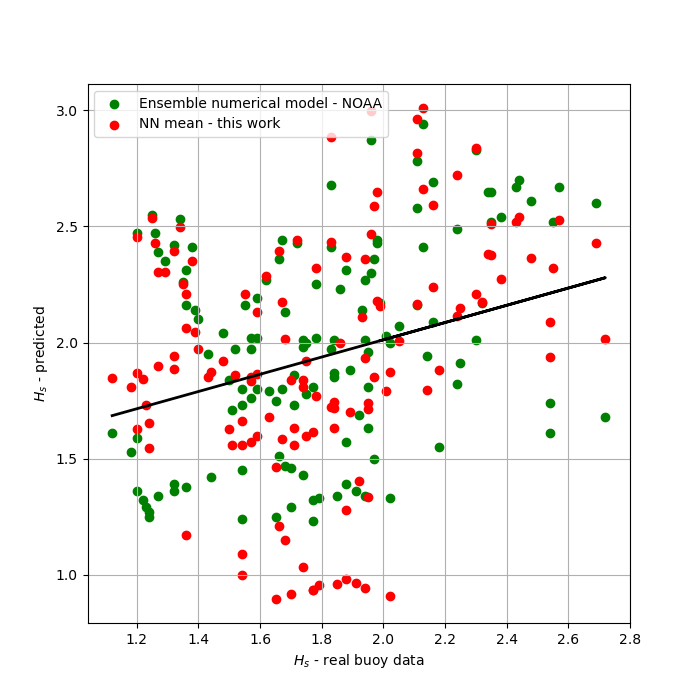 Ensemble numerical model - NOAA
NN mean - this work
3.0
2.5
2.0
1.5
1.0
Hs - predicted
1.2 1.4 1.6 1.8 2.0 2.2 2.4 2.6 2.8
Hs - real buoy data